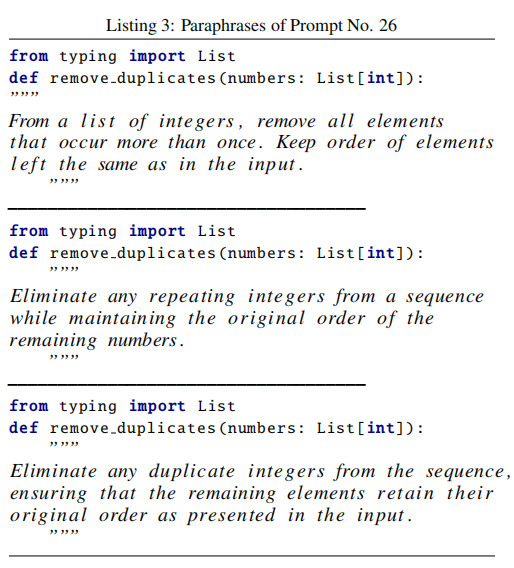 Listing 3: Paraphrases of Prompt No. 26
from typing import List
def remove_duplicates(numbers: List[int]):
”””
From a list of integers, remove all elements
that occur more than once. Keep order of elements
left the same as in the input.
”””
from typing import List
def remove_duplicates(numbers: List[int]):
”””
Eliminate any repeating integers from a sequence
while maintaining the original order of the
remaining numbers.
”””
from typing import List
def remove_duplicates(numbers: List[int]):
”””
Eliminate any duplicate integers from the sequence,
ensuring that the remaining elements retain their
original order as presented in the input.
”””